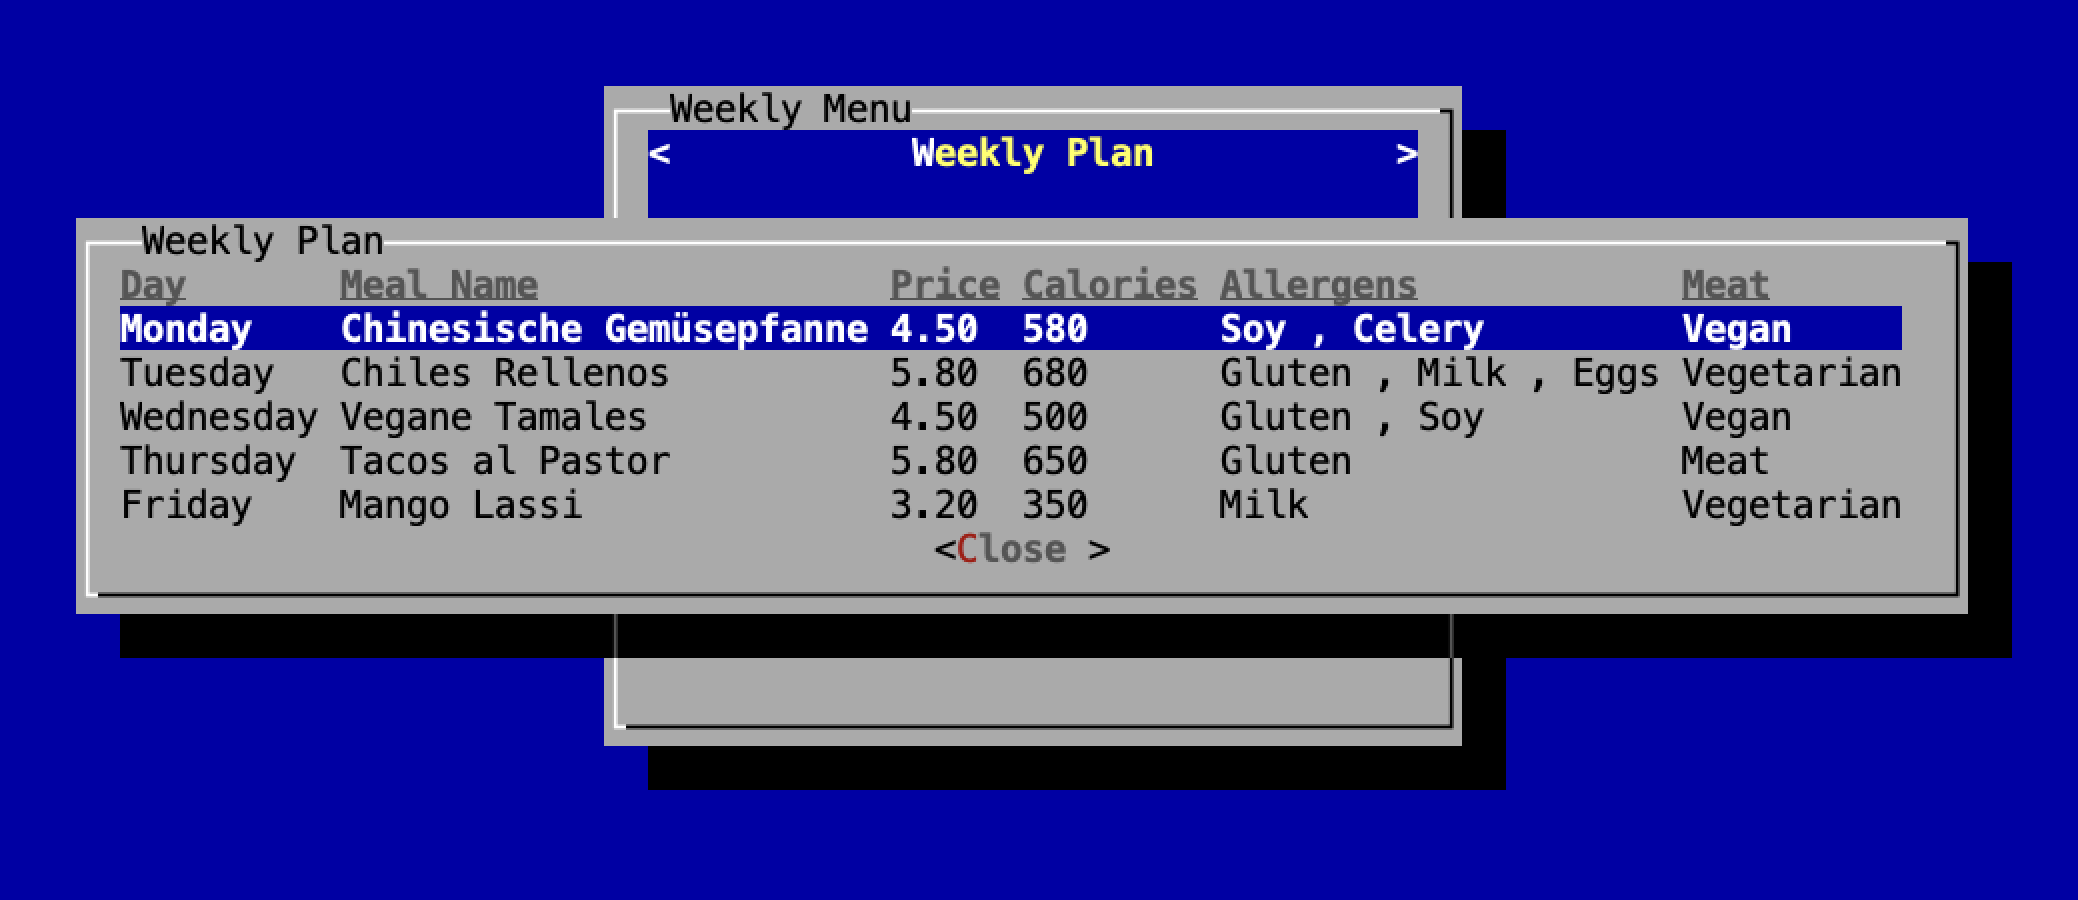 Weekly Menu
< Weekly Plan >
Weekly Plan
Day Meal Name Price Calories Allergens Meat
Monday Chinesische Gemüsepfanne 4.50 580 Soy , Celery Vegan
Tuesday Chiles Rellenos 5.80 680 Gluten , Milk , Eggs Vegetarian
Wednesday Vegane Tamales 4.50 500 Gluten , Soy Vegan
Thursday Tacos al Pastor 5.80 650 Gluten Meat
Friday Mango Lassi 3.20 350 Milk Vegetarian
<Close >